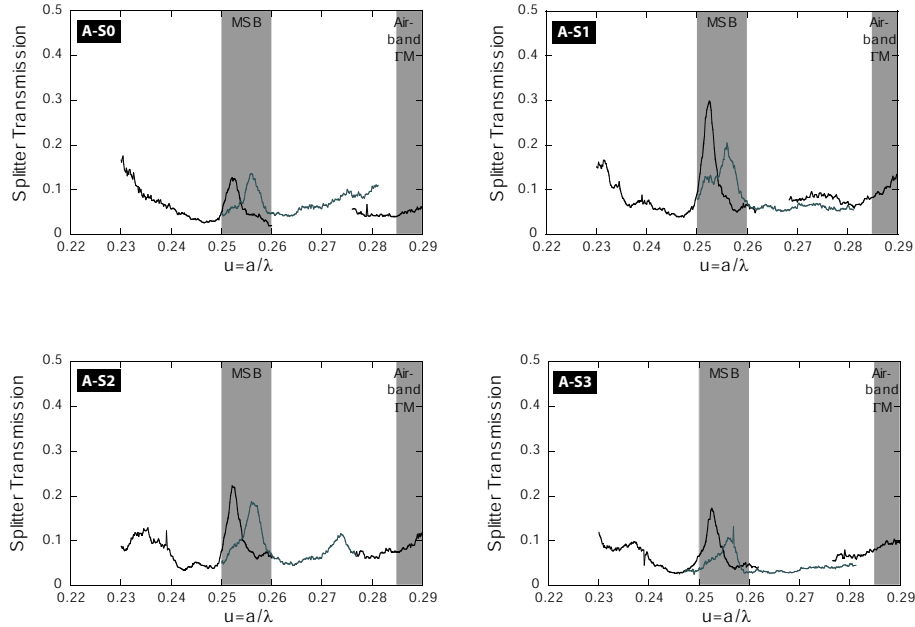 0.5
0.4
0.3
0.2
0.1
0
Splitter Transmission
A-S0
MSB
Air-
band
ΓM
0.22 0.23 0.24 0.25 0.26 0.27 0.28 0.29
u=a/λ
0.5
0.4
0.3
0.2
0.1
0
Splitter Transmission
A-S1
MSB
Air-
band
ΓM
0.22 0.23 0.24 0.25 0.26 0.27 0.28 0.29
u=a/λ
0.5
0.4
0.3
0.2
0.1
0
Splitter Transmission
A-S2
MSB
Air-
band
ΓM
0.22 0.23 0.24 0.25 0.26 0.27 0.28 0.29
u=a/λ
0.5
0.4
0.3
0.2
0.1
0
Splitter Transmission
A-S3
MSB
Air-
band
ΓM
0.22 0.23 0.24 0.25 0.26 0.27 0.28 0.29
u=a/λ